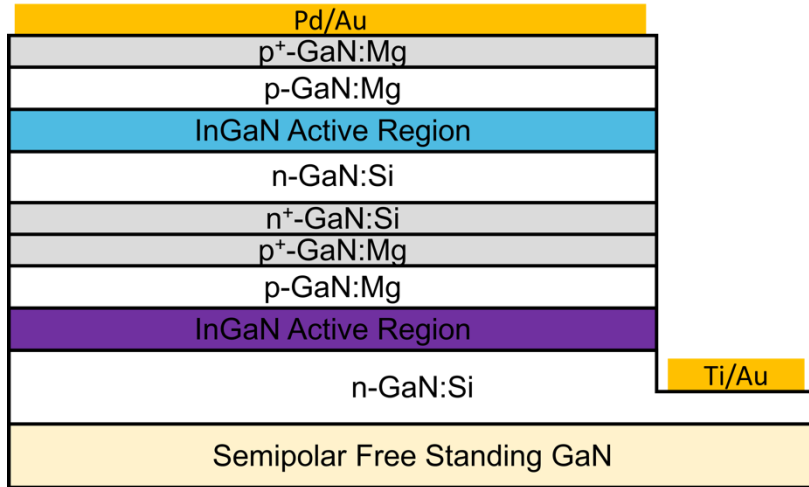 Pd/Au
p⁺-GaN:Mg
p-GaN:Mg
InGaN Active Region
n-GaN:Si
n⁺-GaN:Si
p⁺-GaN:Mg
p-GaN:Mg
InGaN Active Region
Ti/Au
n-GaN:Si
Semipolar Free Standing GaN